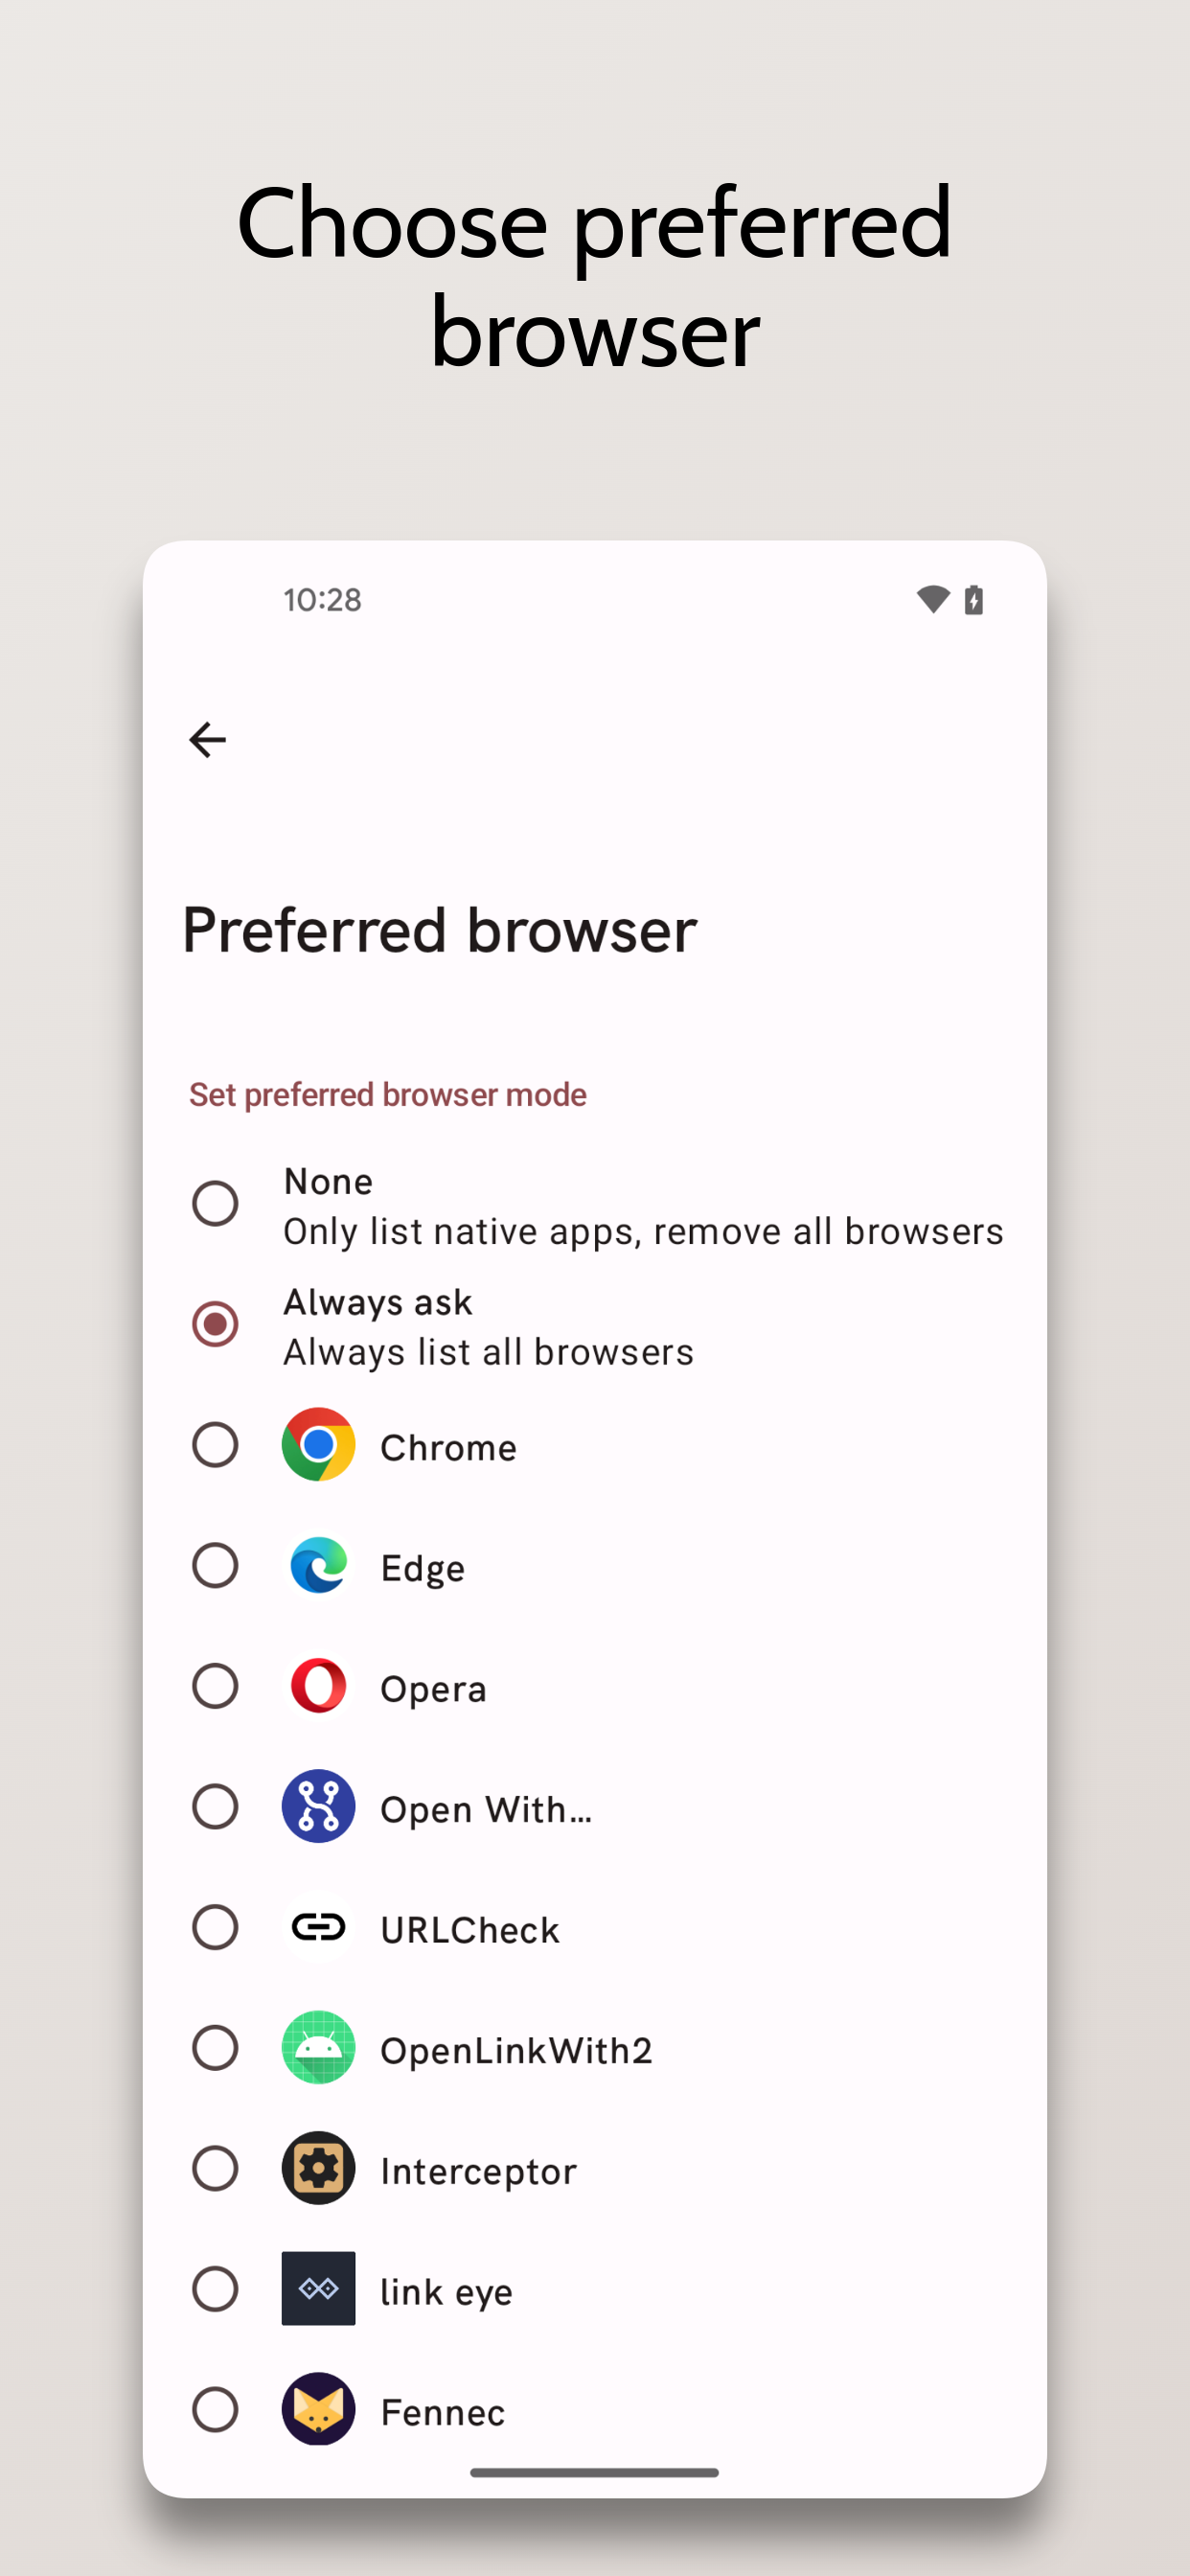 Choose preferred
browser
10:28
Preferred browser
Set preferred browser mode
None
Only list native apps, remove all browsers
Always ask
Always list all browsers
Chrome
Edge
Opera
Open With...
URLCheck
OpenLinkWith2
Interceptor
link eye
Fennec